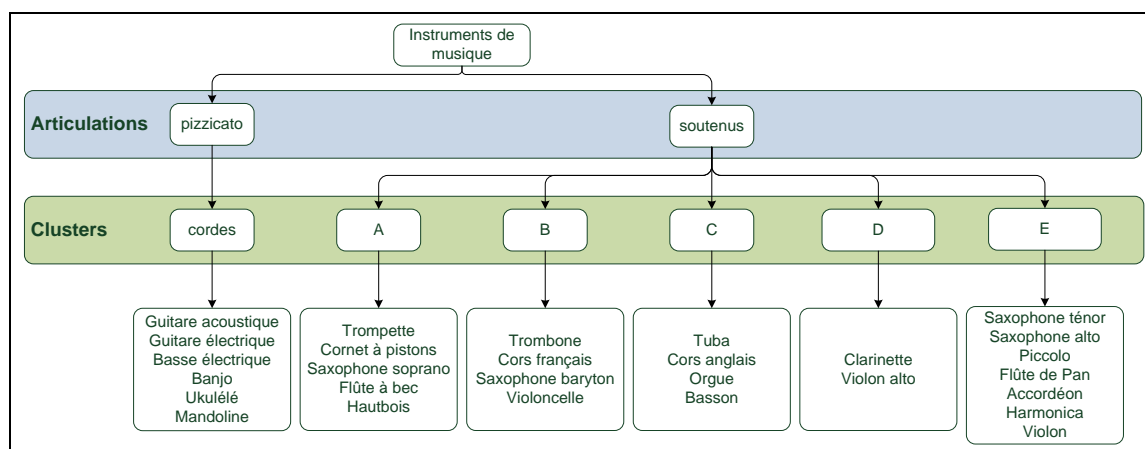 Instruments de
musique
Articulations
pizzicato
soutenus
Clusters
cordes
A
B
C
D
E
Guitare acoustique
Guitare électrique
Basse électrique
Banjo
Ukulélé
Mandoline
Trompette
Cornet à pistons
Saxophone soprano
Flûte à bec
Hautbois
Trombone
Cors français
Saxophone baryton
Violoncelle
Tuba
Cors anglais
Orgue
Basson
Clarinette
Violon alto
Saxophone ténor
Saxophone alto
Piccolo
Flûte de Pan
Accordéon
Harmonica
Violon